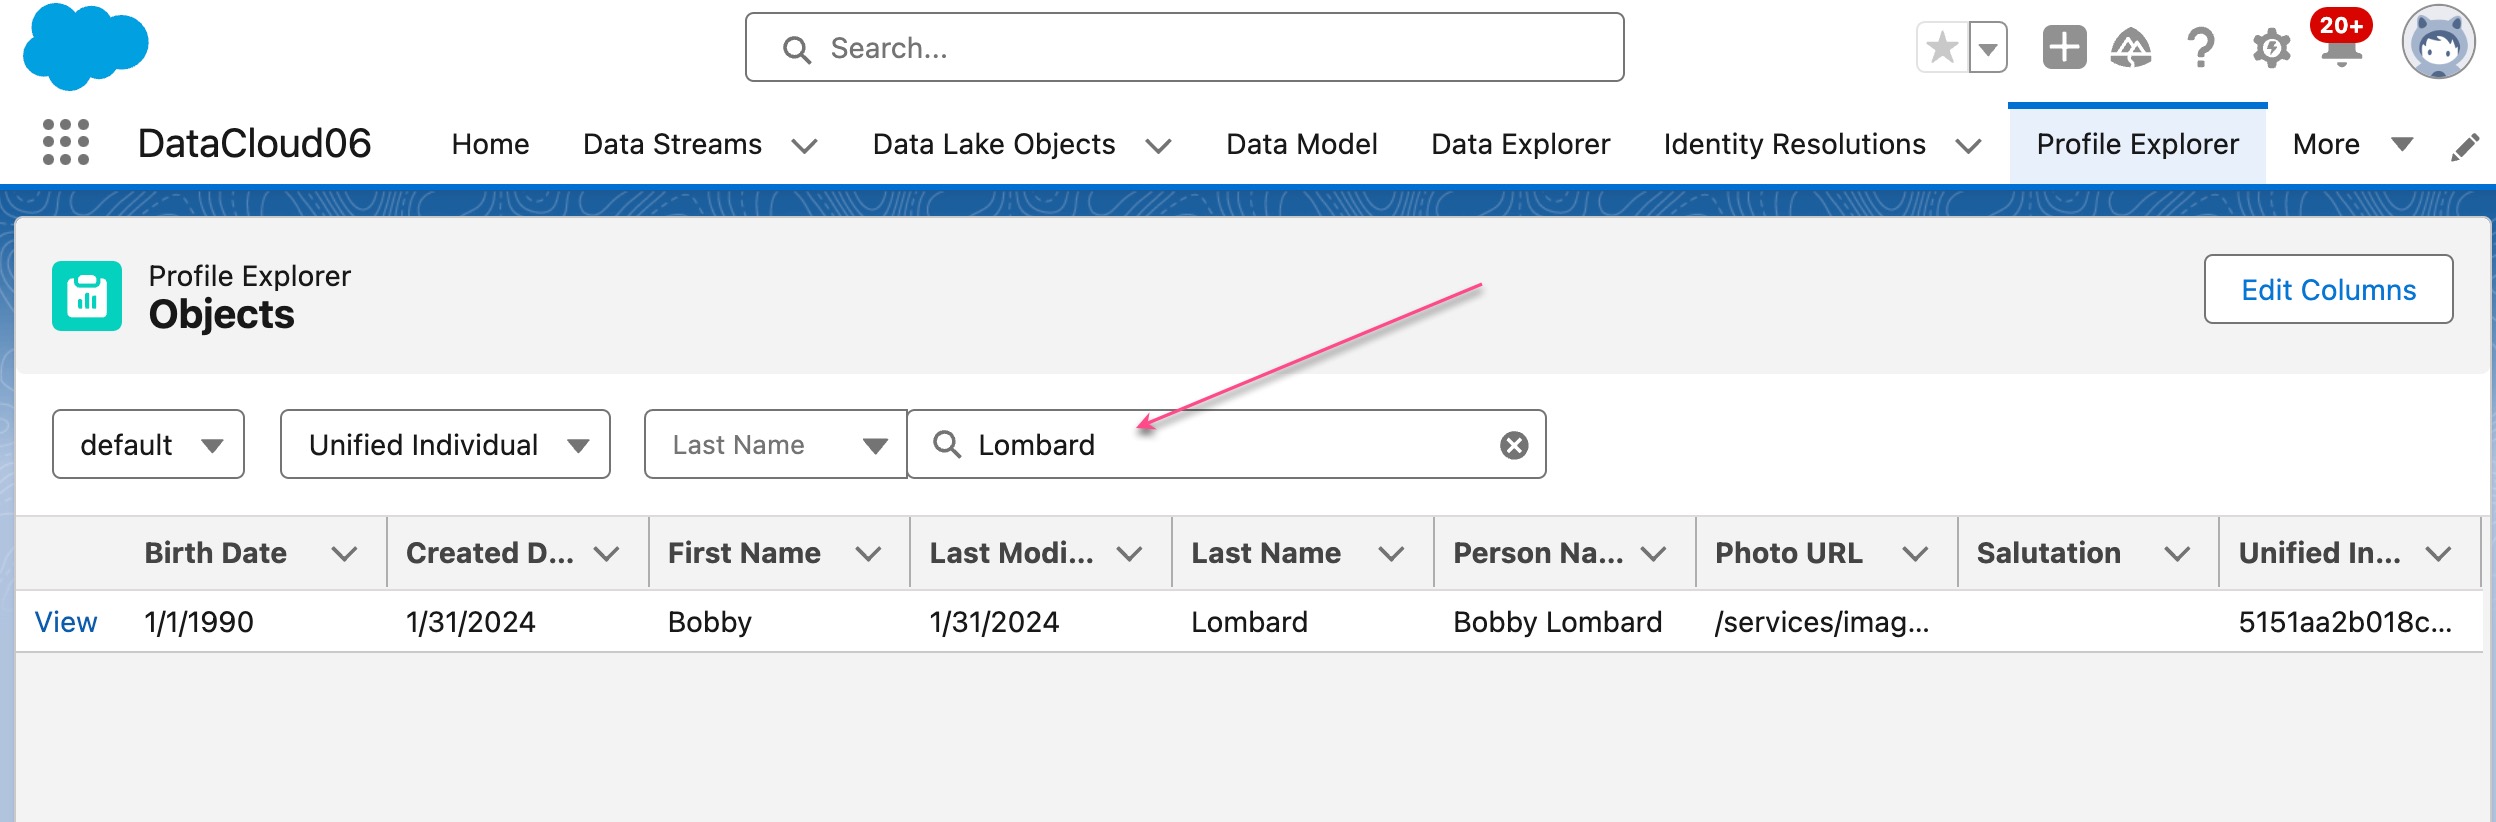 Search...
20+
DataCloud06 Home Data Streams Data Lake Objects Data Model Data Explorer Identity Resolutions Profile Explorer More
Profile Explorer
Objects
Edit Columns
default Unified Individual Last Name Lombard
Birth Date Created D... First Name Last Modi... Last Name Person Na... Photo URL Salutation Unified In...
View 1/1/1990 1/31/2024 Bobby 1/31/2024 Lombard Bobby Lombard /services/imag... 5151aa2b018c...